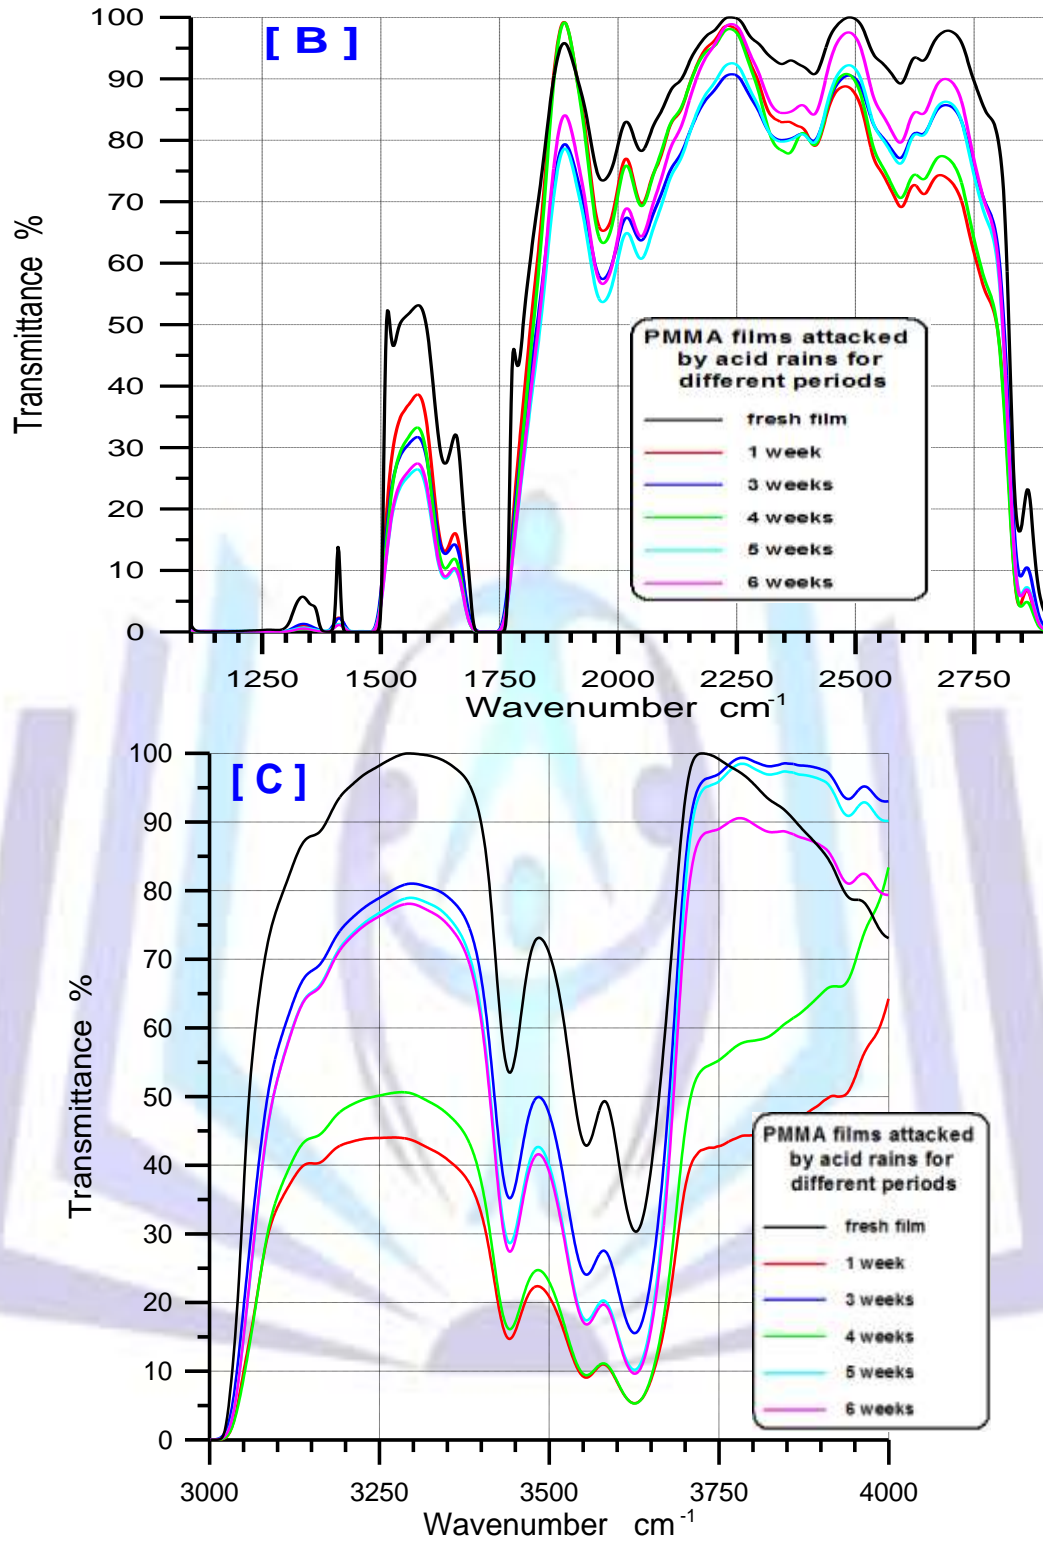 [ B ]
100
90
80
70
60
50
40
30
20
10
0
Transmittance %
PMMA films attacked
by acid rains for
different periods
fresh film
1 week
3 weeks
4 weeks
5 weeks
6 weeks
1250 1500 1750 2000 2250 2500 2750
Wavenumber cm-1
[ C ]
100
90
80
70
60
50
40
30
20
10
0
Transmittance %
PMMA films attacked
by acid rains for
different periods
fresh film
1 week
3 weeks
4 weeks
5 weeks
6 weeks
3000 3250 3500 3750 4000
Wavenumber cm-1